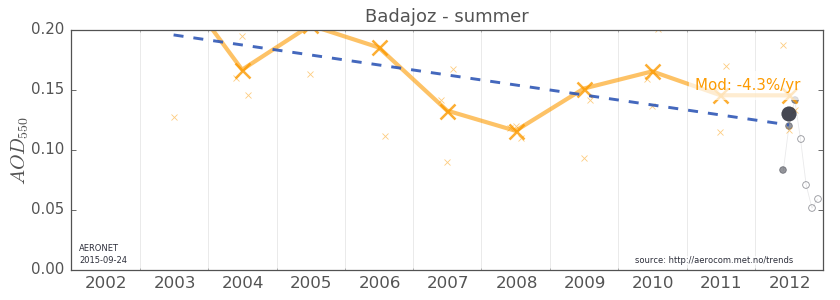 Badajoz - summer
0.20
0.15
0.10
0.05
0.00
AOD550
Mod: -4.3%/yr
AERONET
2015-09-24
source: http://aerocom.met.no/trends
2002 2003 2004 2005 2006 2007 2008 2009 2010 2011 2012